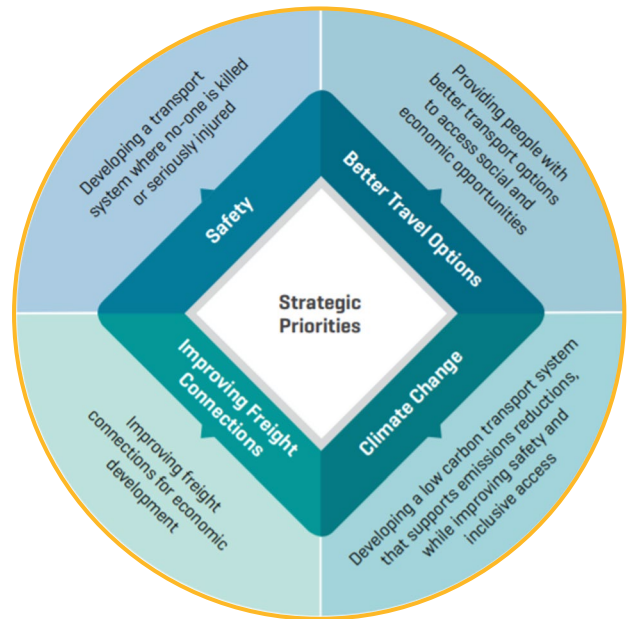 Developing a transport
system where no-one is killed
or seriously injured
Safety
Providing people with
better transport options
to access social and
economic opportunities
Better Travel Options
Strategic
Priorities
Improving Freight
Connections
Improving freight
connections for economic
development
Climate Change
Developing a low carbon transport system
that supports emissions reductions,
while improving safety and
inclusive access